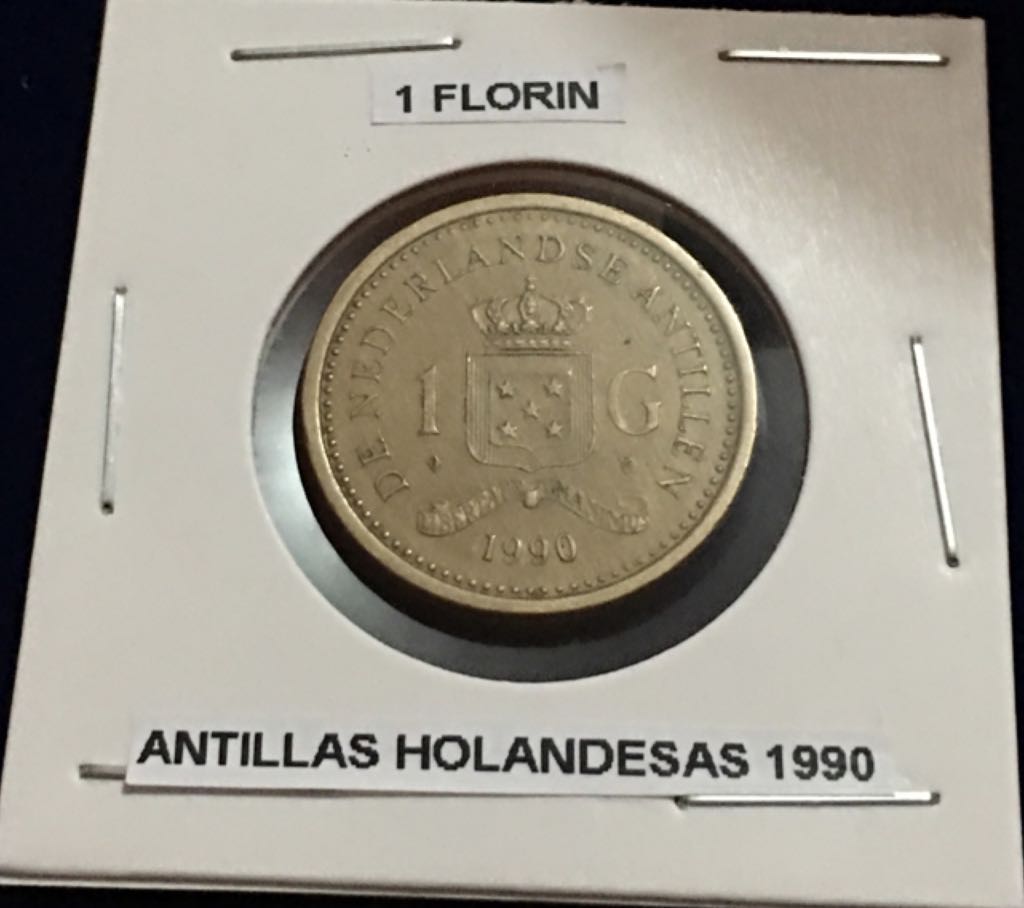 1 FLORIN
DE NEDERLANDSE ANTILLEN
1 G
1990
ANTILLAS HOLANDESAS 1990